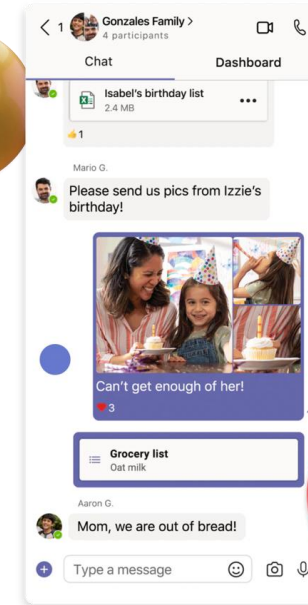 1
Gonzales Family >
4 participants
Chat
Dashboard
Isabel's birthday list
2.4 MB
1
Mario G.
Please send us pics from Izzie's
birthday!
Can't get enough of her!
3
Grocery list
Oat milk
Aaron G.
Mom, we are out of bread!
Type a message